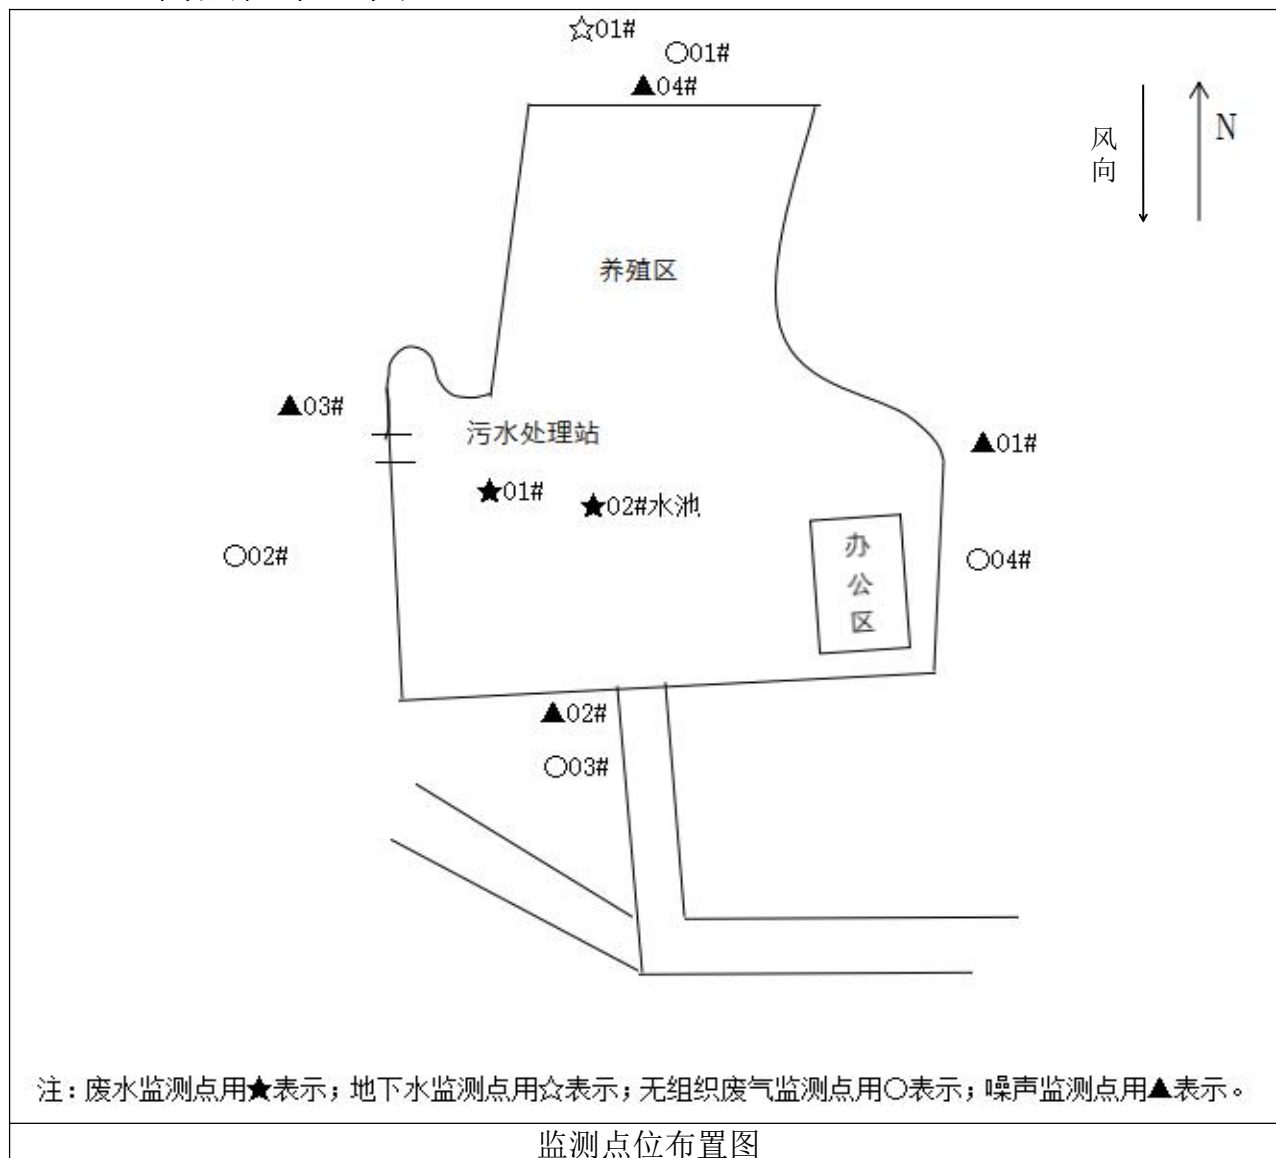 ☆01#
○01#
▲04#
风向
N
养殖区
▲03#
污水处理站
▲01#
★01#
★02#水池
○02#
办公区
○04#
▲02#
○03#
注：废水监测点用★表示；地下水监测点用☆表示；无组织废气监测点用○表示；噪声监测点用▲表示。
监测点位布置图